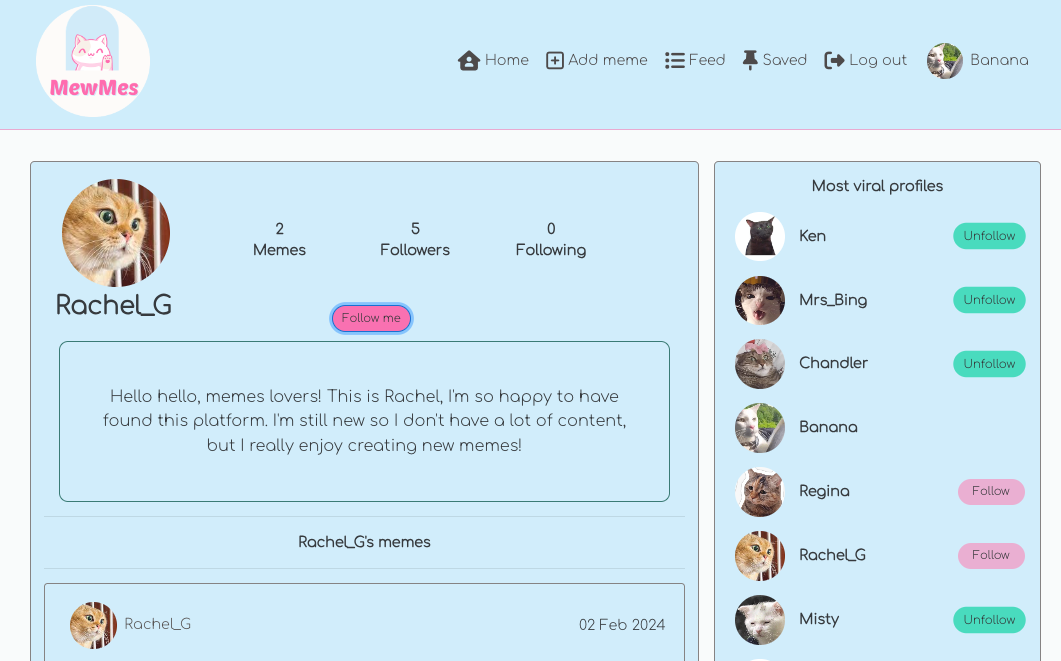 MewMes
Home
Add meme
Feed
Saved
Log out
Banana
Rachel_G
2
Memes
5
Followers
0
Following
Follow me
Hello hello, memes lovers! This is Rachel, I'm so happy to have
found this platform. I'm still new so I don't have a lot of content,
but I really enjoy creating new memes!
Rachel_G's memes
Rachel_G
02 Feb 2024
Most viral profiles
Ken
Unfollow
Mrs_Bing
Unfollow
Chandler
Unfollow
Banana
Regina
Follow
Rachel_G
Follow
Misty
Unfollow